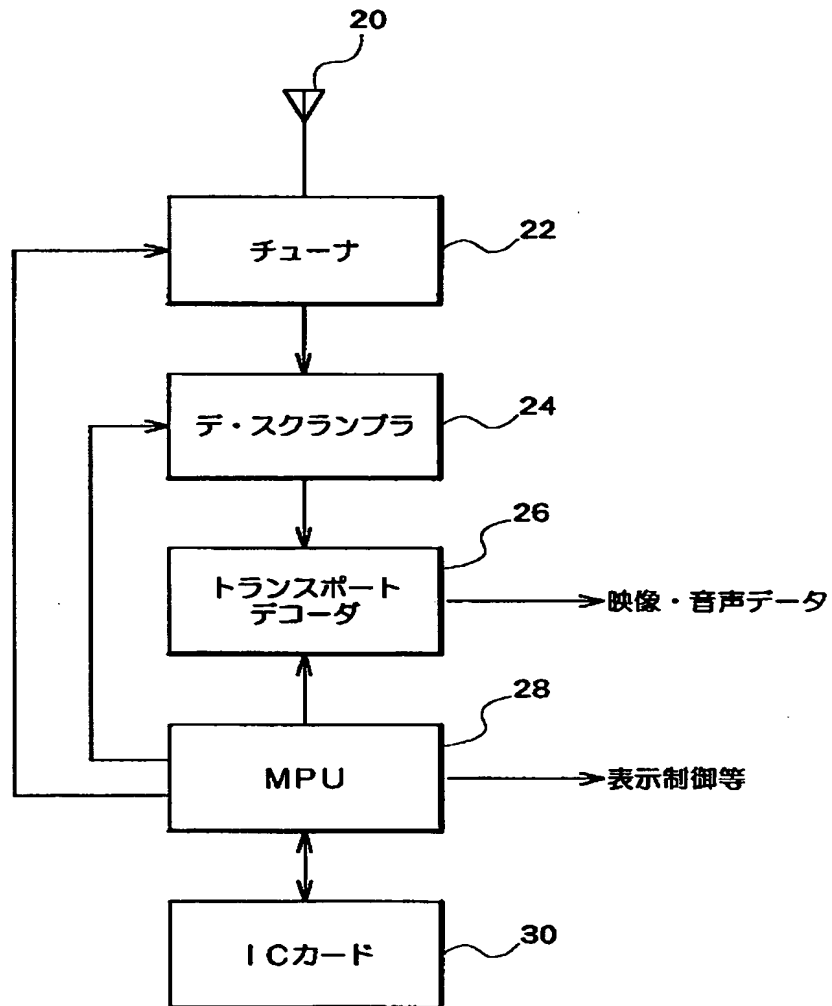 20
チューナ
22
デ・スクランブラ
24
26
トランスポート
デコーダ
映像・音声データ
28
MPU
表示制御等
ICカード
30